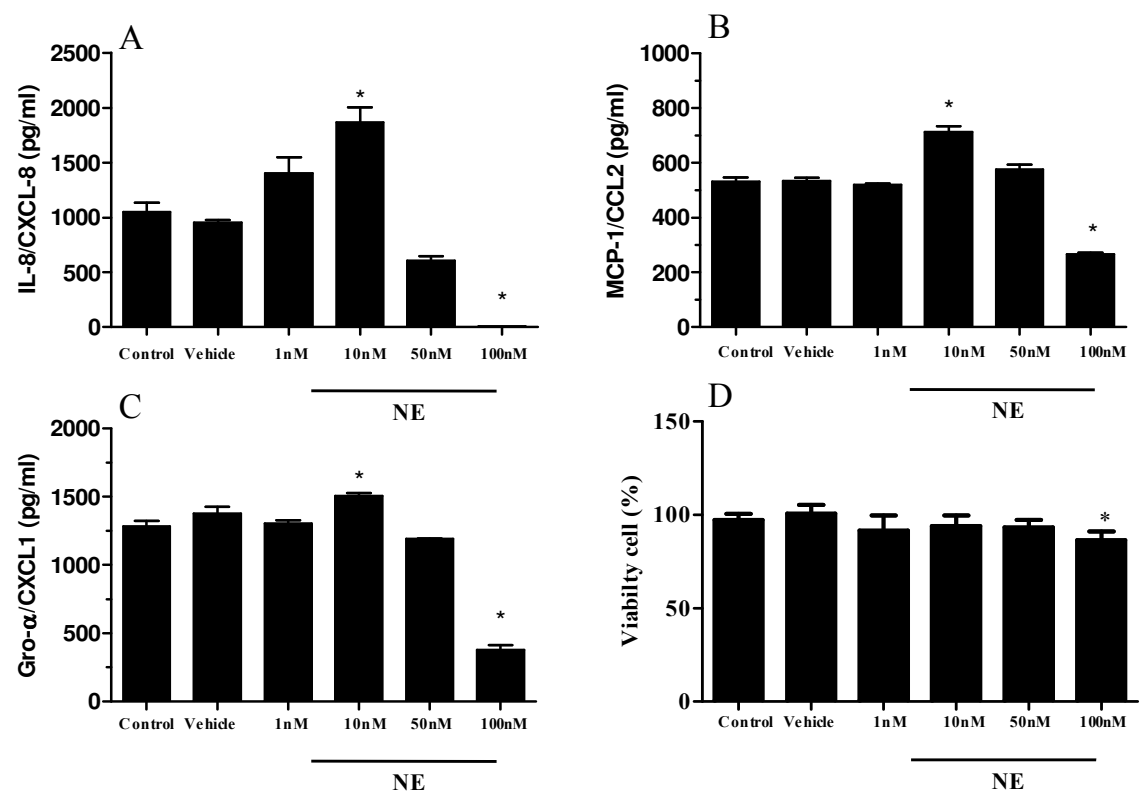 A
IL-8/CXCL-8 (pg/ml)
2500
2000
1500
1000
500
0
*
*
Control Vehicle 1nM 10nM 50nM 100nM
NE
B
MCP-1/CCL2 (pg/ml)
1000
800
600
400
200
0
*
*
Control Vehicle 1nM 10nM 50nM 100nM
NE
C
Gro-α/CXCL1 (pg/ml)
2000
1500
1000
500
0
*
*
Control Vehicle 1nM 10nM 50nM 100nM
NE
D
Viabilty cell (%)
150
100
50
0
*
Control Vehicle 1nM 10nM 50nM 100nM
NE